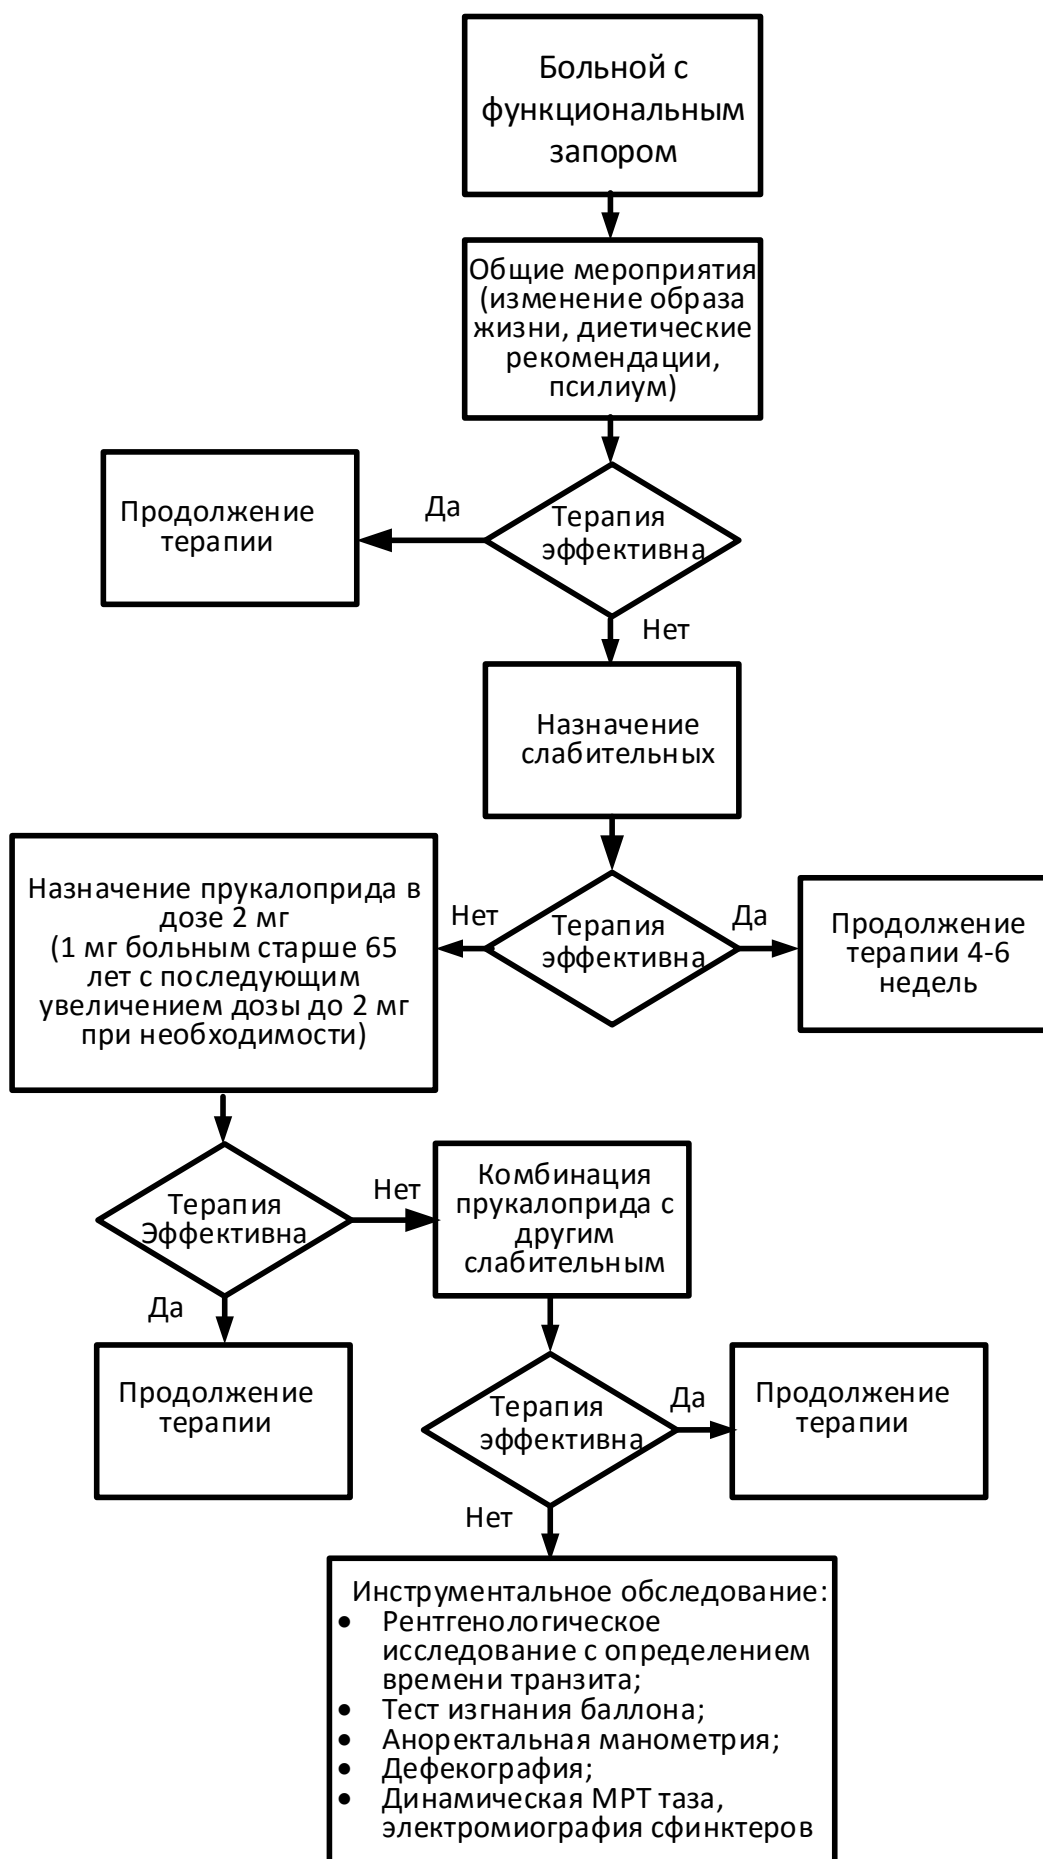 Больной с
функциональным
запором
Общие мероприятия
(изменение образа
жизни, диетические
рекомендации,
псилиум)
Да
Продолжение
терапии
Терапия
эффективна
Нет
Назначение
слабительных
Назначение прукалоприда в
дозе 2 мг
(1 мг больным старше 65
лет с последующим
увеличением дозы до 2 мг
при необходимости)
Нет
Терапия
эффективна
Да
Продолжение
терапии 4-6
недель
Терапия
Эффективна
Нет
Комбинация
прукалоприда с
другим
слабительным
Да
Продолжение
терапии
Терапия
эффективна
Да
Продолжение
терапии
Нет
Инструментальное обследование:
• Рентгенологическое
исследование с определением
времени транзита;
• Тест изгнания баллона;
• Аноректальная манометрия;
• Дефекография;
• Динамическая МРТ таза,
электромиография сфинктеров